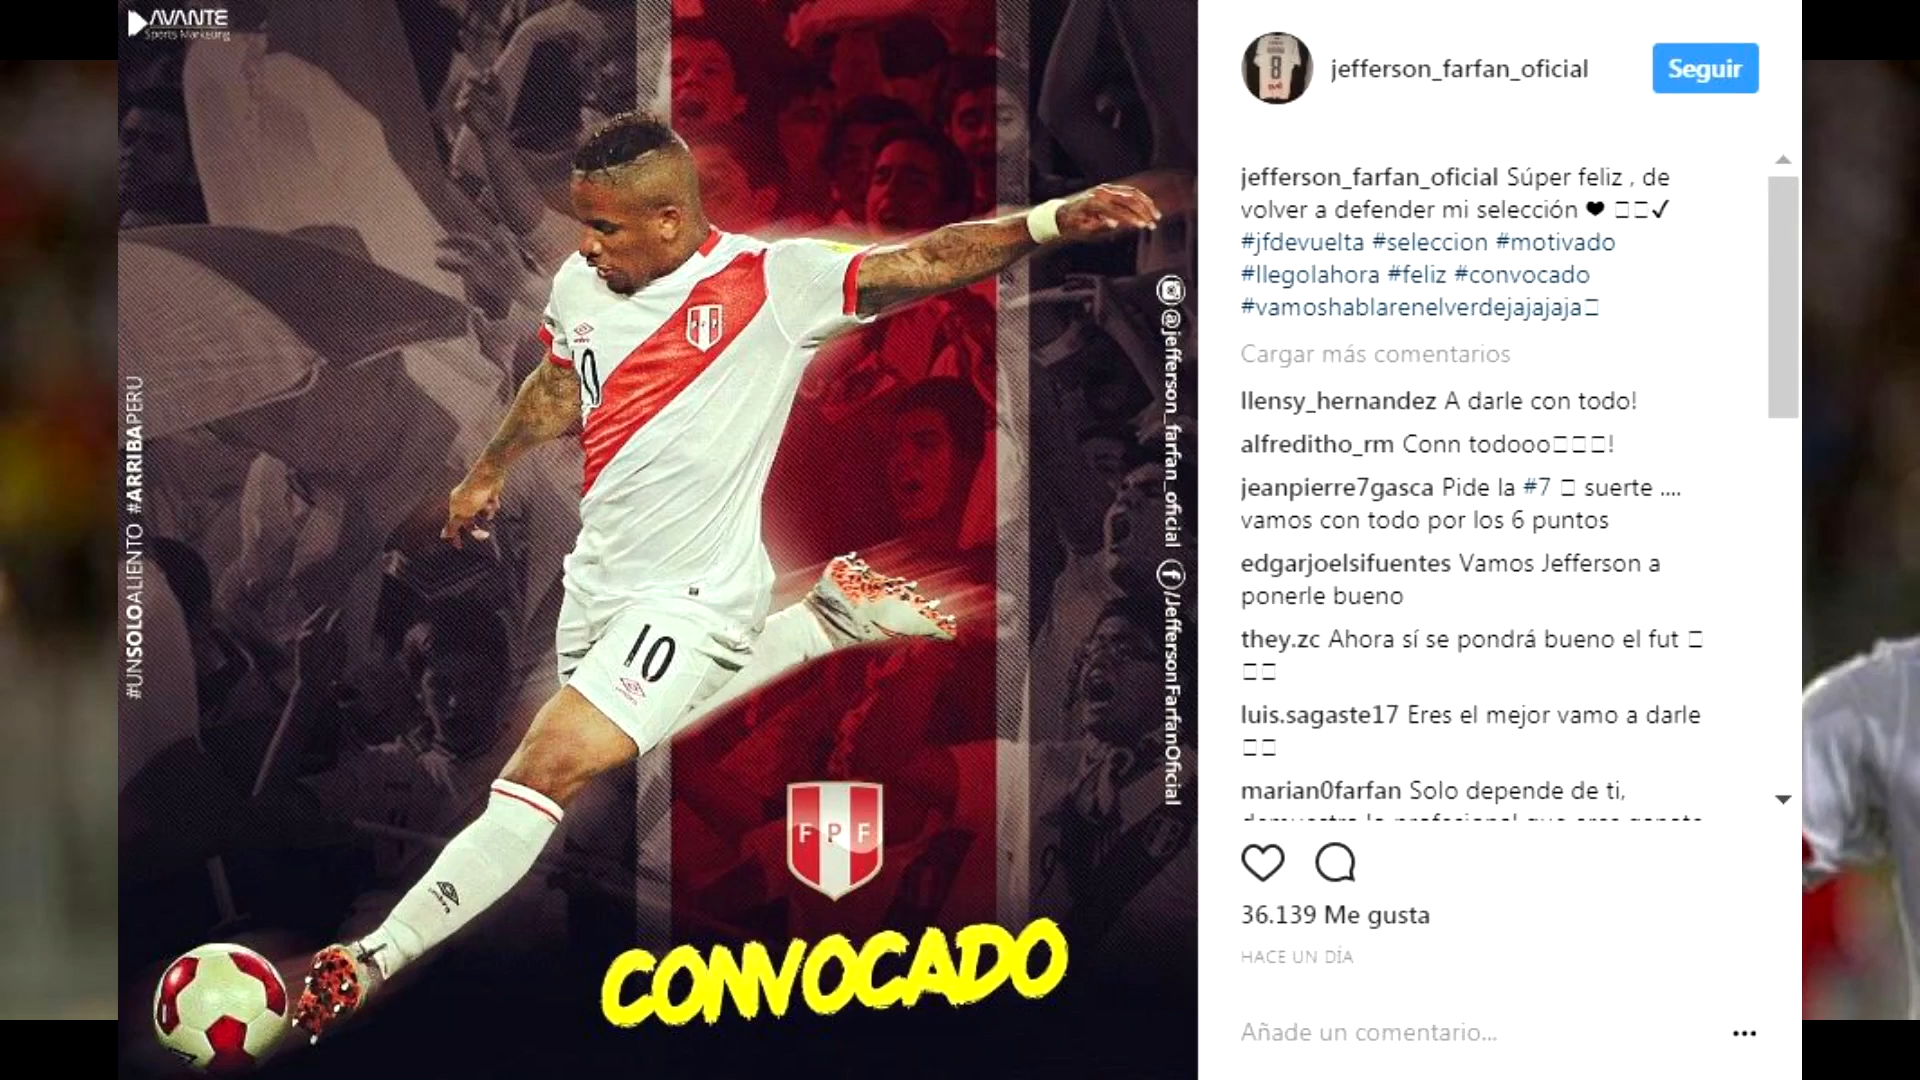 AVANTE
Sports Marketing
#UNSOLOALIENTO #ARRIBAPERU
10
10
umbro
FPF
CONVOCADO
@jefferson_farfan_oficial
/JeffersonFarfanOficial
8
jefferson_farfan_oficial
Seguir
jefferson_farfan_oficial Súper feliz , de
volver a defender mi selección ❤ □□✓
#jfdevuelta #seleccion #motivado
#llegolahora #feliz #convocado
#vamoshablarenelverdejajajaja□
Cargar más comentarios
llensy_hernandez A darle con todo!
alfreditho_rm Conn todooo□□□!
jeanpierre7gasca Pide la #7 □ suerte ....
vamos con todo por los 6 puntos
edgarjoelsifuentes Vamos Jefferson a
ponerle bueno
they.zc Ahora sí se pondrá bueno el fut □
□□
luis.sagaste17 Eres el mejor vamo a darle
□□
marian0farfan Solo depende de ti,
36.139 Me gusta
HACE UN DÍA
Añade un comentario...